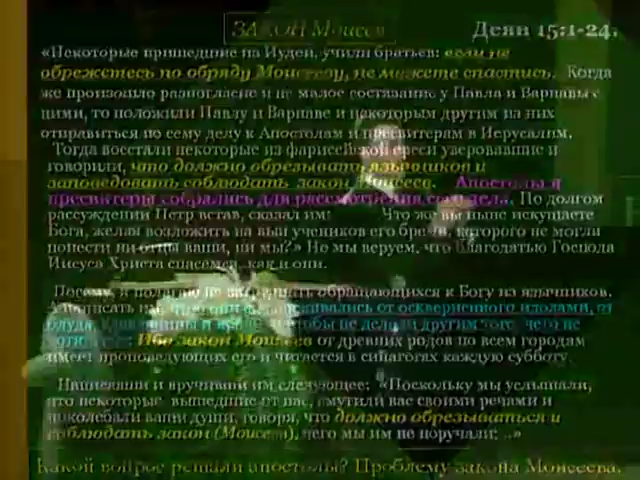 ЗАКОН Моисея
Деян 15:1-24.
«Некоторые пришедшие из Иудеи, учили братьев: если не
обрежетесь по обряду Моисееву, не можете спастись. Когда
же произошло разногласие и не малое состязание у Павла и Варнавы с
ними, то положили Павлу и Варнаве и некоторым другим из них
отправиться по сему делу к Апостолам и пресвитерам в Иерусалим.
Тогда восстали некоторые из фарисейской ереси уверовавшие и
говорили, что должно обрезывать язычников и
заповедовать соблюдать закон Моисеев. Апостолы и
пресвитеры собрались для рассмотрения сего дела. По долгом
рассуждении Петр встав, сказал им: Что же вы ныне искушаете
Бога, желая возложить на выи учеников его бремя, которого не могли
понести ни отцы наши, ни мы?» Но мы веруем, что благодатью Господа
Иисуса Христа спасемся, как и они.
Посему я полагаю не затруднять обращающихся к Богу из язычников.
А написать им, от оскверненного идолами, от
блуда, и чтобы не делали другим того, чего не
Ибо закон Моисеев от древних родов по всем городам
имеет проповедующих его и читается в синагогах каждую субботу.
Написавши и вручивши им следующее: «Поскольку мы услышали,
что некоторые вышедшие от нас, смутили вас своими речами и
поколебали ваши души, говоря, что должно обрезываться и
соблюдать закон (Моисеев), чего мы им не поручали; ..»
Какой вопрос решали апостолы? Проблему закона Моисеева.